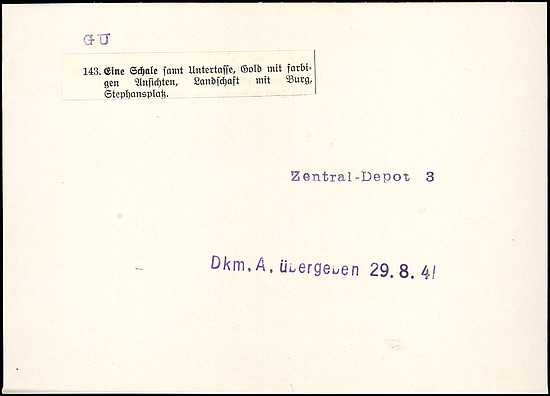 GU
143. Eine Schale samt Untertasse, Gold mit farbi-
gen Ansichten, Landschaft mit Burg,
Stephansplatz.
Zentral-Depot 3
Dkm. A. übergeben 29. 8. 41